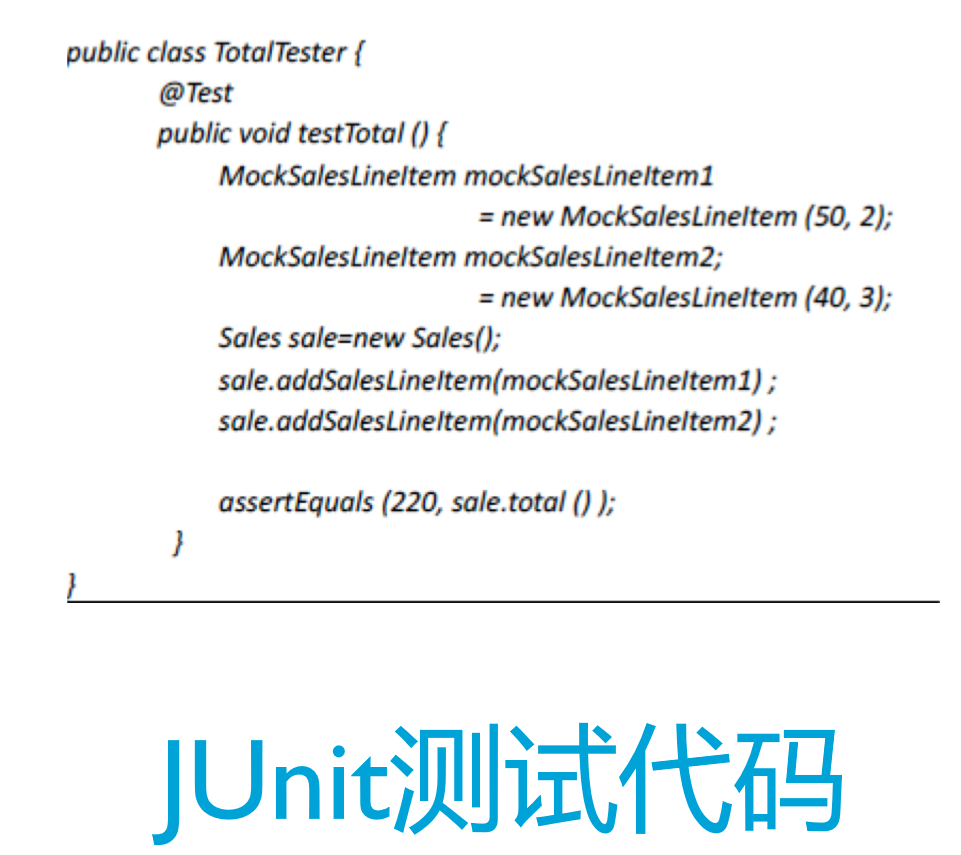 public class TotalTester {
@Test
public void testTotal () {
MockSalesLineItem mockSalesLineItem1
= new MockSalesLineItem (50, 2);
MockSalesLineItem mockSalesLineItem2;
= new MockSalesLineItem (40, 3);
Sales sale=new Sales();
sale.addSalesLineItem(mockSalesLineItem1) ;
sale.addSalesLineItem(mockSalesLineItem2) ;
assertEquals (220, sale.total () );
}
}
JUnit测试代码